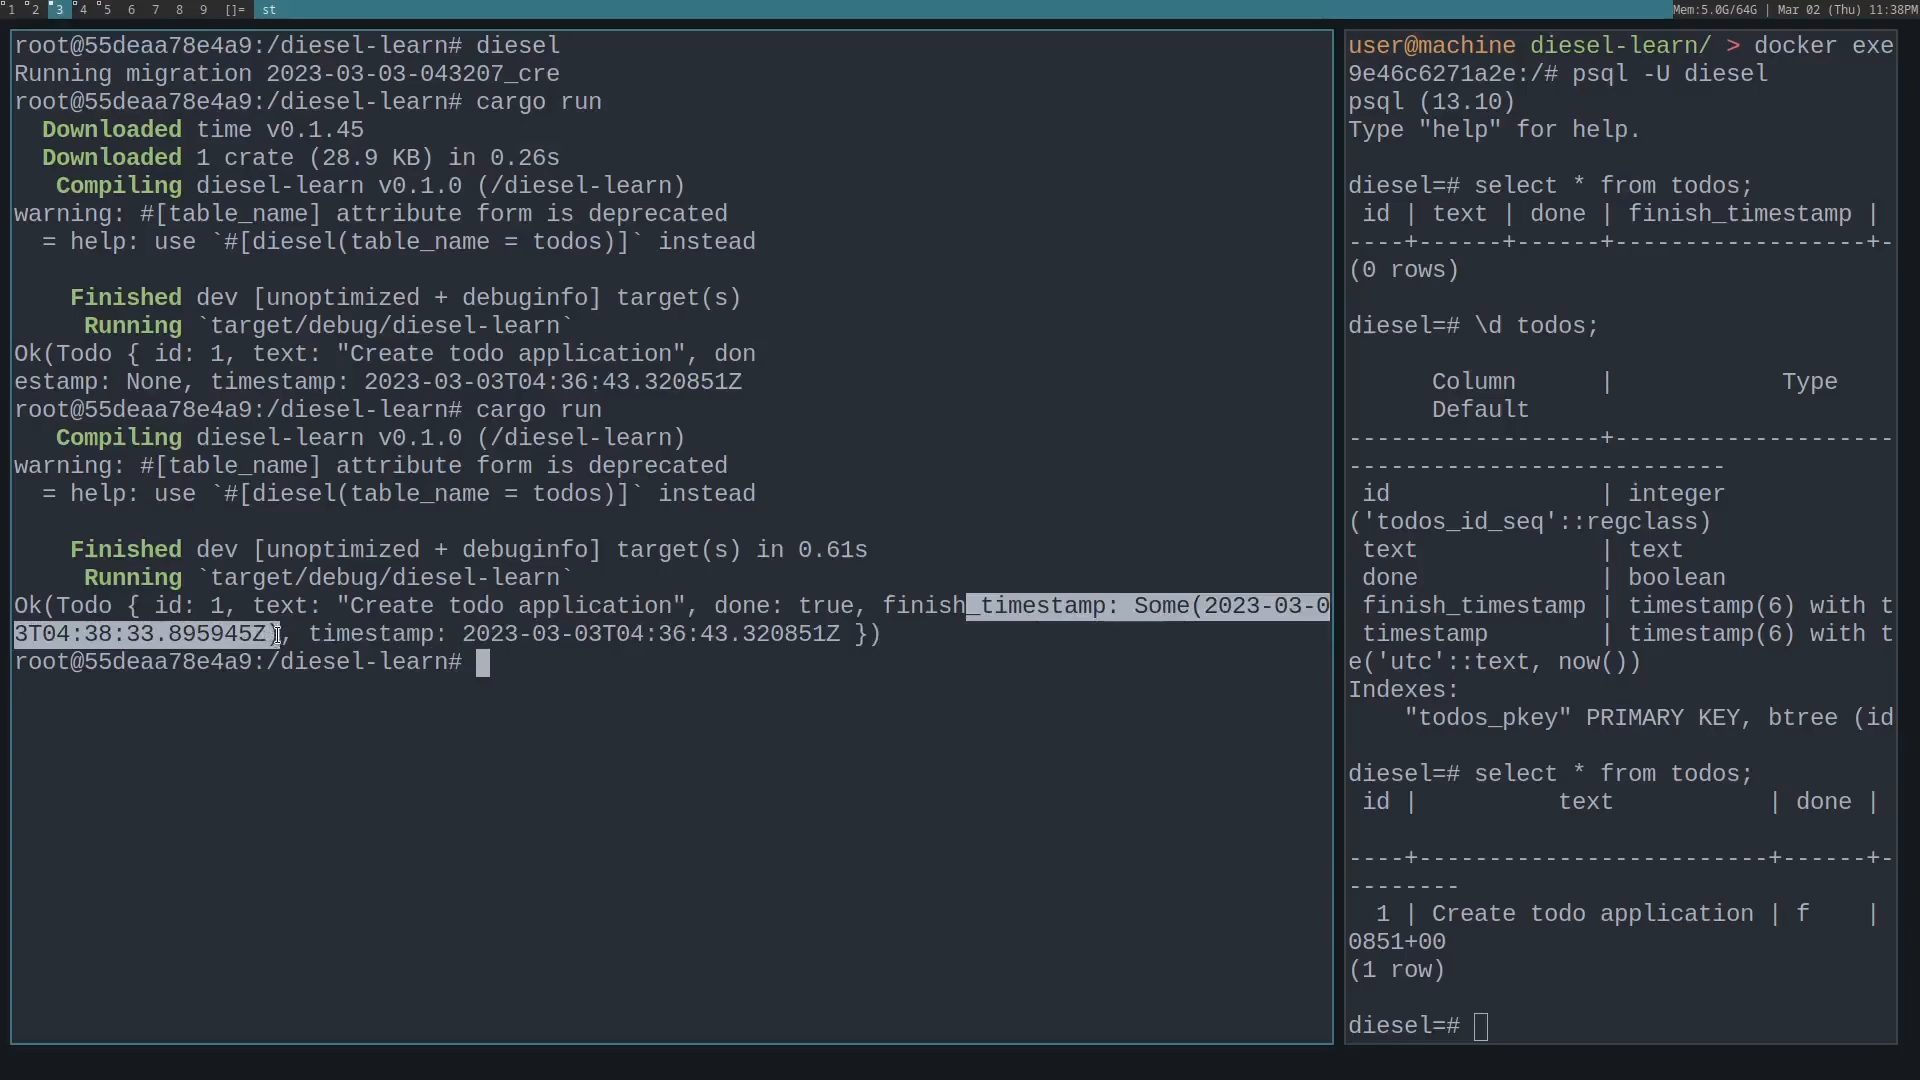 1 2 3 4 5 6 7 8 9 []= st Mem:5.0G/64G | Mar 02 (Thu) 11:38PM
root@55deaa78e4a9:/diesel-learn# diesel
Running migration 2023-03-03-043207_cre
root@55deaa78e4a9:/diesel-learn# cargo run
Downloaded time v0.1.45
Downloaded 1 crate (28.9 KB) in 0.26s
Compiling diesel-learn v0.1.0 (/diesel-learn)
warning: #[table_name] attribute form is deprecated
= help: use `#[diesel(table_name = todos)]` instead
Finished dev [unoptimized + debuginfo] target(s)
Running `target/debug/diesel-learn`
Ok(Todo { id: 1, text: "Create todo application", don
estamp: None, timestamp: 2023-03-03T04:36:43.320851Z
root@55deaa78e4a9:/diesel-learn# cargo run
Compiling diesel-learn v0.1.0 (/diesel-learn)
warning: #[table_name] attribute form is deprecated
= help: use `#[diesel(table_name = todos)]` instead
Finished dev [unoptimized + debuginfo] target(s) in 0.61s
Running `target/debug/diesel-learn`
Ok(Todo { id: 1, text: "Create todo application", done: true, finish_timestamp: Some(2023-03-0
3T04:38:33.895945Z), timestamp: 2023-03-03T04:36:43.320851Z })
root@55deaa78e4a9:/diesel-learn#
user@machine diesel-learn/ > docker exe
9e46c6271a2e:/# psql -U diesel
psql (13.10)
Type "help" for help.
diesel=# select * from todos;
id | text | done | finish_timestamp |
----+------+------+------------------+-
(0 rows)
diesel=# \d todos;
Column | Type
Default
------------------+--------------------
---------------------------
id | integer
('todos_id_seq'::regclass)
text | text
done | boolean
finish_timestamp | timestamp(6) with t
timestamp | timestamp(6) with t
e('utc'::text, now())
Indexes:
"todos_pkey" PRIMARY KEY, btree (id
diesel=# select * from todos;
id | text | done |
----+-------------------------+------+-
--------
1 | Create todo application | f |
0851+00
(1 row)
diesel=#